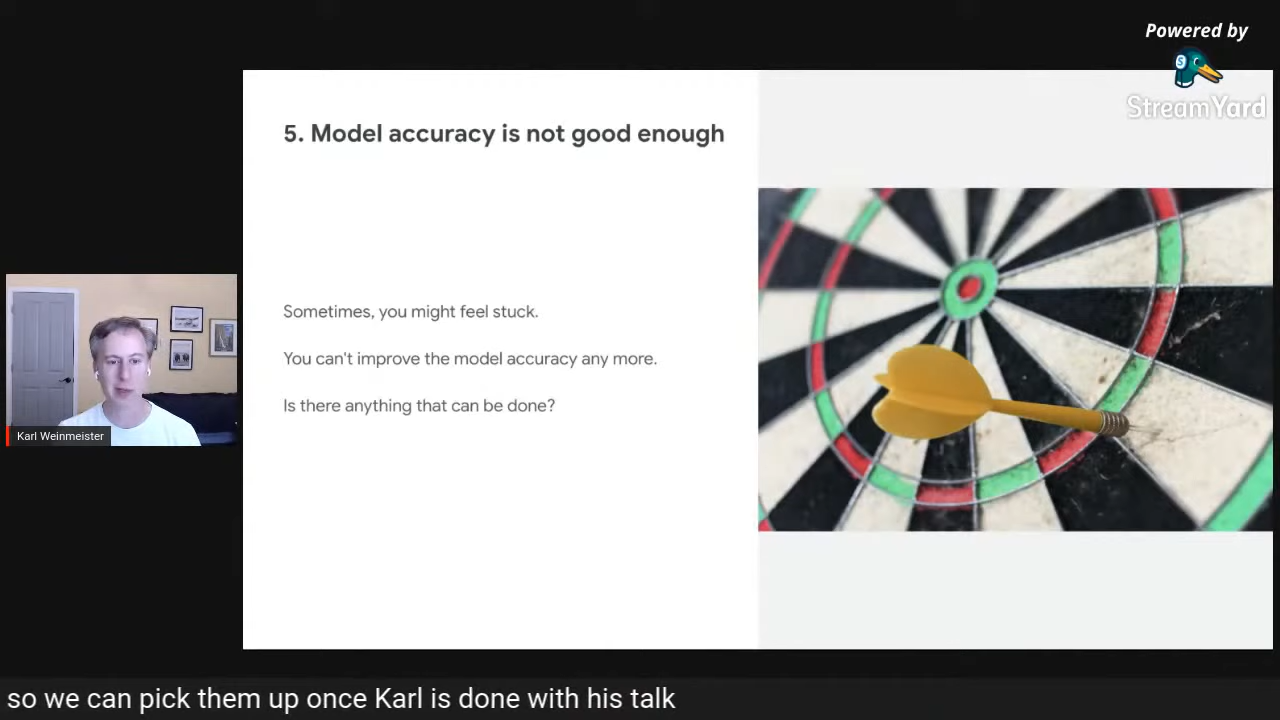 Powered by
StreamYard
5. Model accuracy is not good enough
Sometimes, you might feel stuck.
You can't improve the model accuracy any more.
Is there anything that can be done?
Karl Weinmeister
so we can pick them up once Karl is done with his talk